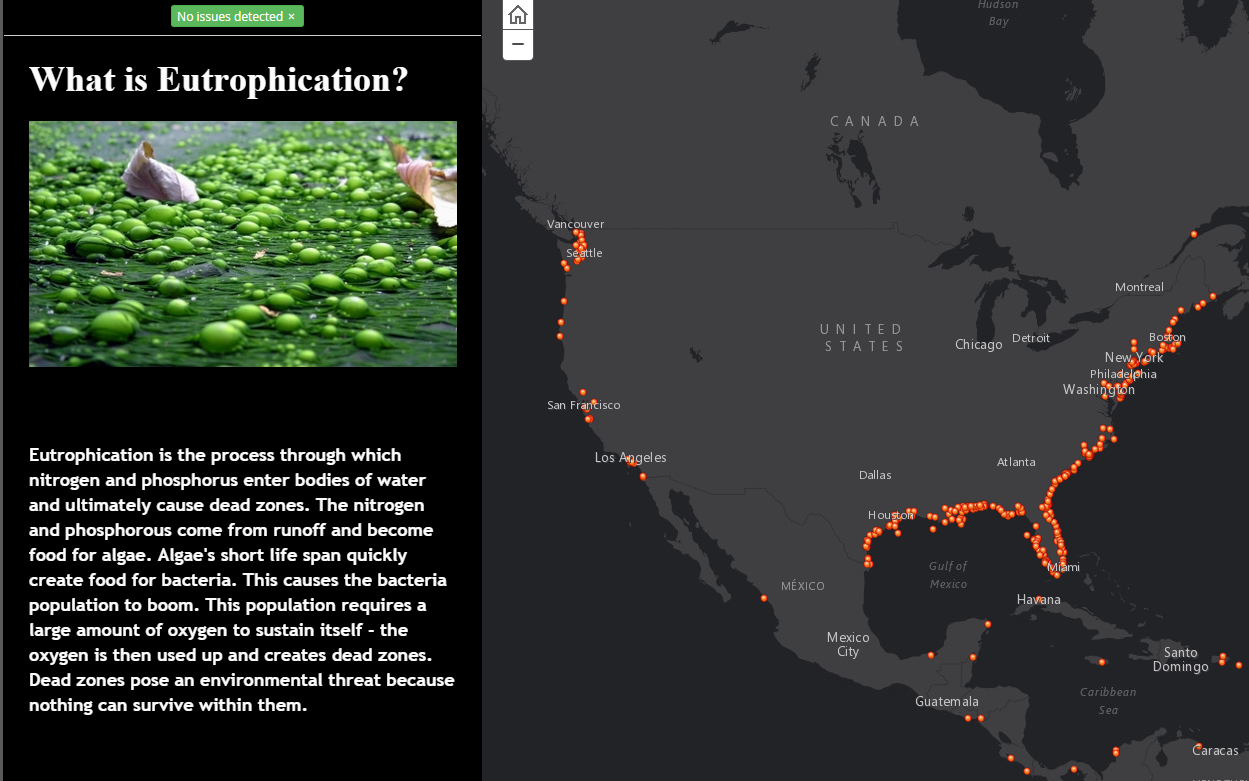 No issues detected ×
What is Eutrophication?
Eutrophication is the process through which
nitrogen and phosphorus enter bodies of water
and ultimately cause dead zones. The nitrogen
and phosphorous come from runoff and become
food for algae. Algae's short life span quickly
create food for bacteria. This causes the bacteria
population to boom. This population requires a
large amount of oxygen to sustain itself - the
oxygen is then used up and creates dead zones.
Dead zones pose an environmental threat because
nothing can survive within them.
Hudson
Bay
CANADA
Vancouver
Seattle
Montreal
UNITED
STATES
Chicago
Detroit
Boston
New York
Philadelphia
Washington
San Francisco
Los Angeles
Atlanta
Dallas
Houston
Gulf of
Mexico
Miami
MÉXICO
Havana
Mexico
City
Santo
Domingo
Guatemala
Caribbean
Sea
Caracas